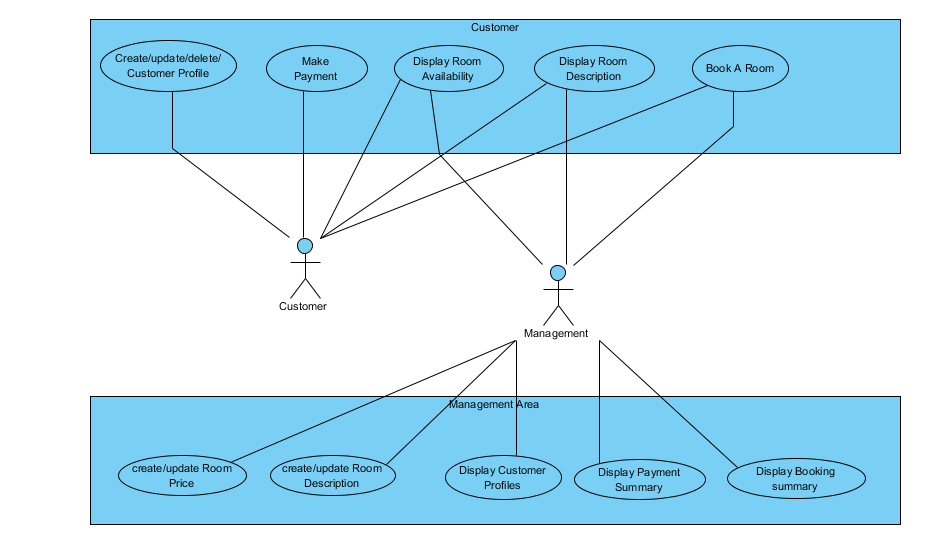 Customer
Create/update/delete/
Customer Profile
Make
Payment
Display Room
Availability
Display Room
Description
Book A Room
Customer
Management
Management Area
create/update Room
Price
create/update Room
Description
Display Customer
Profiles
Display Payment
Summary
Display Booking
summary